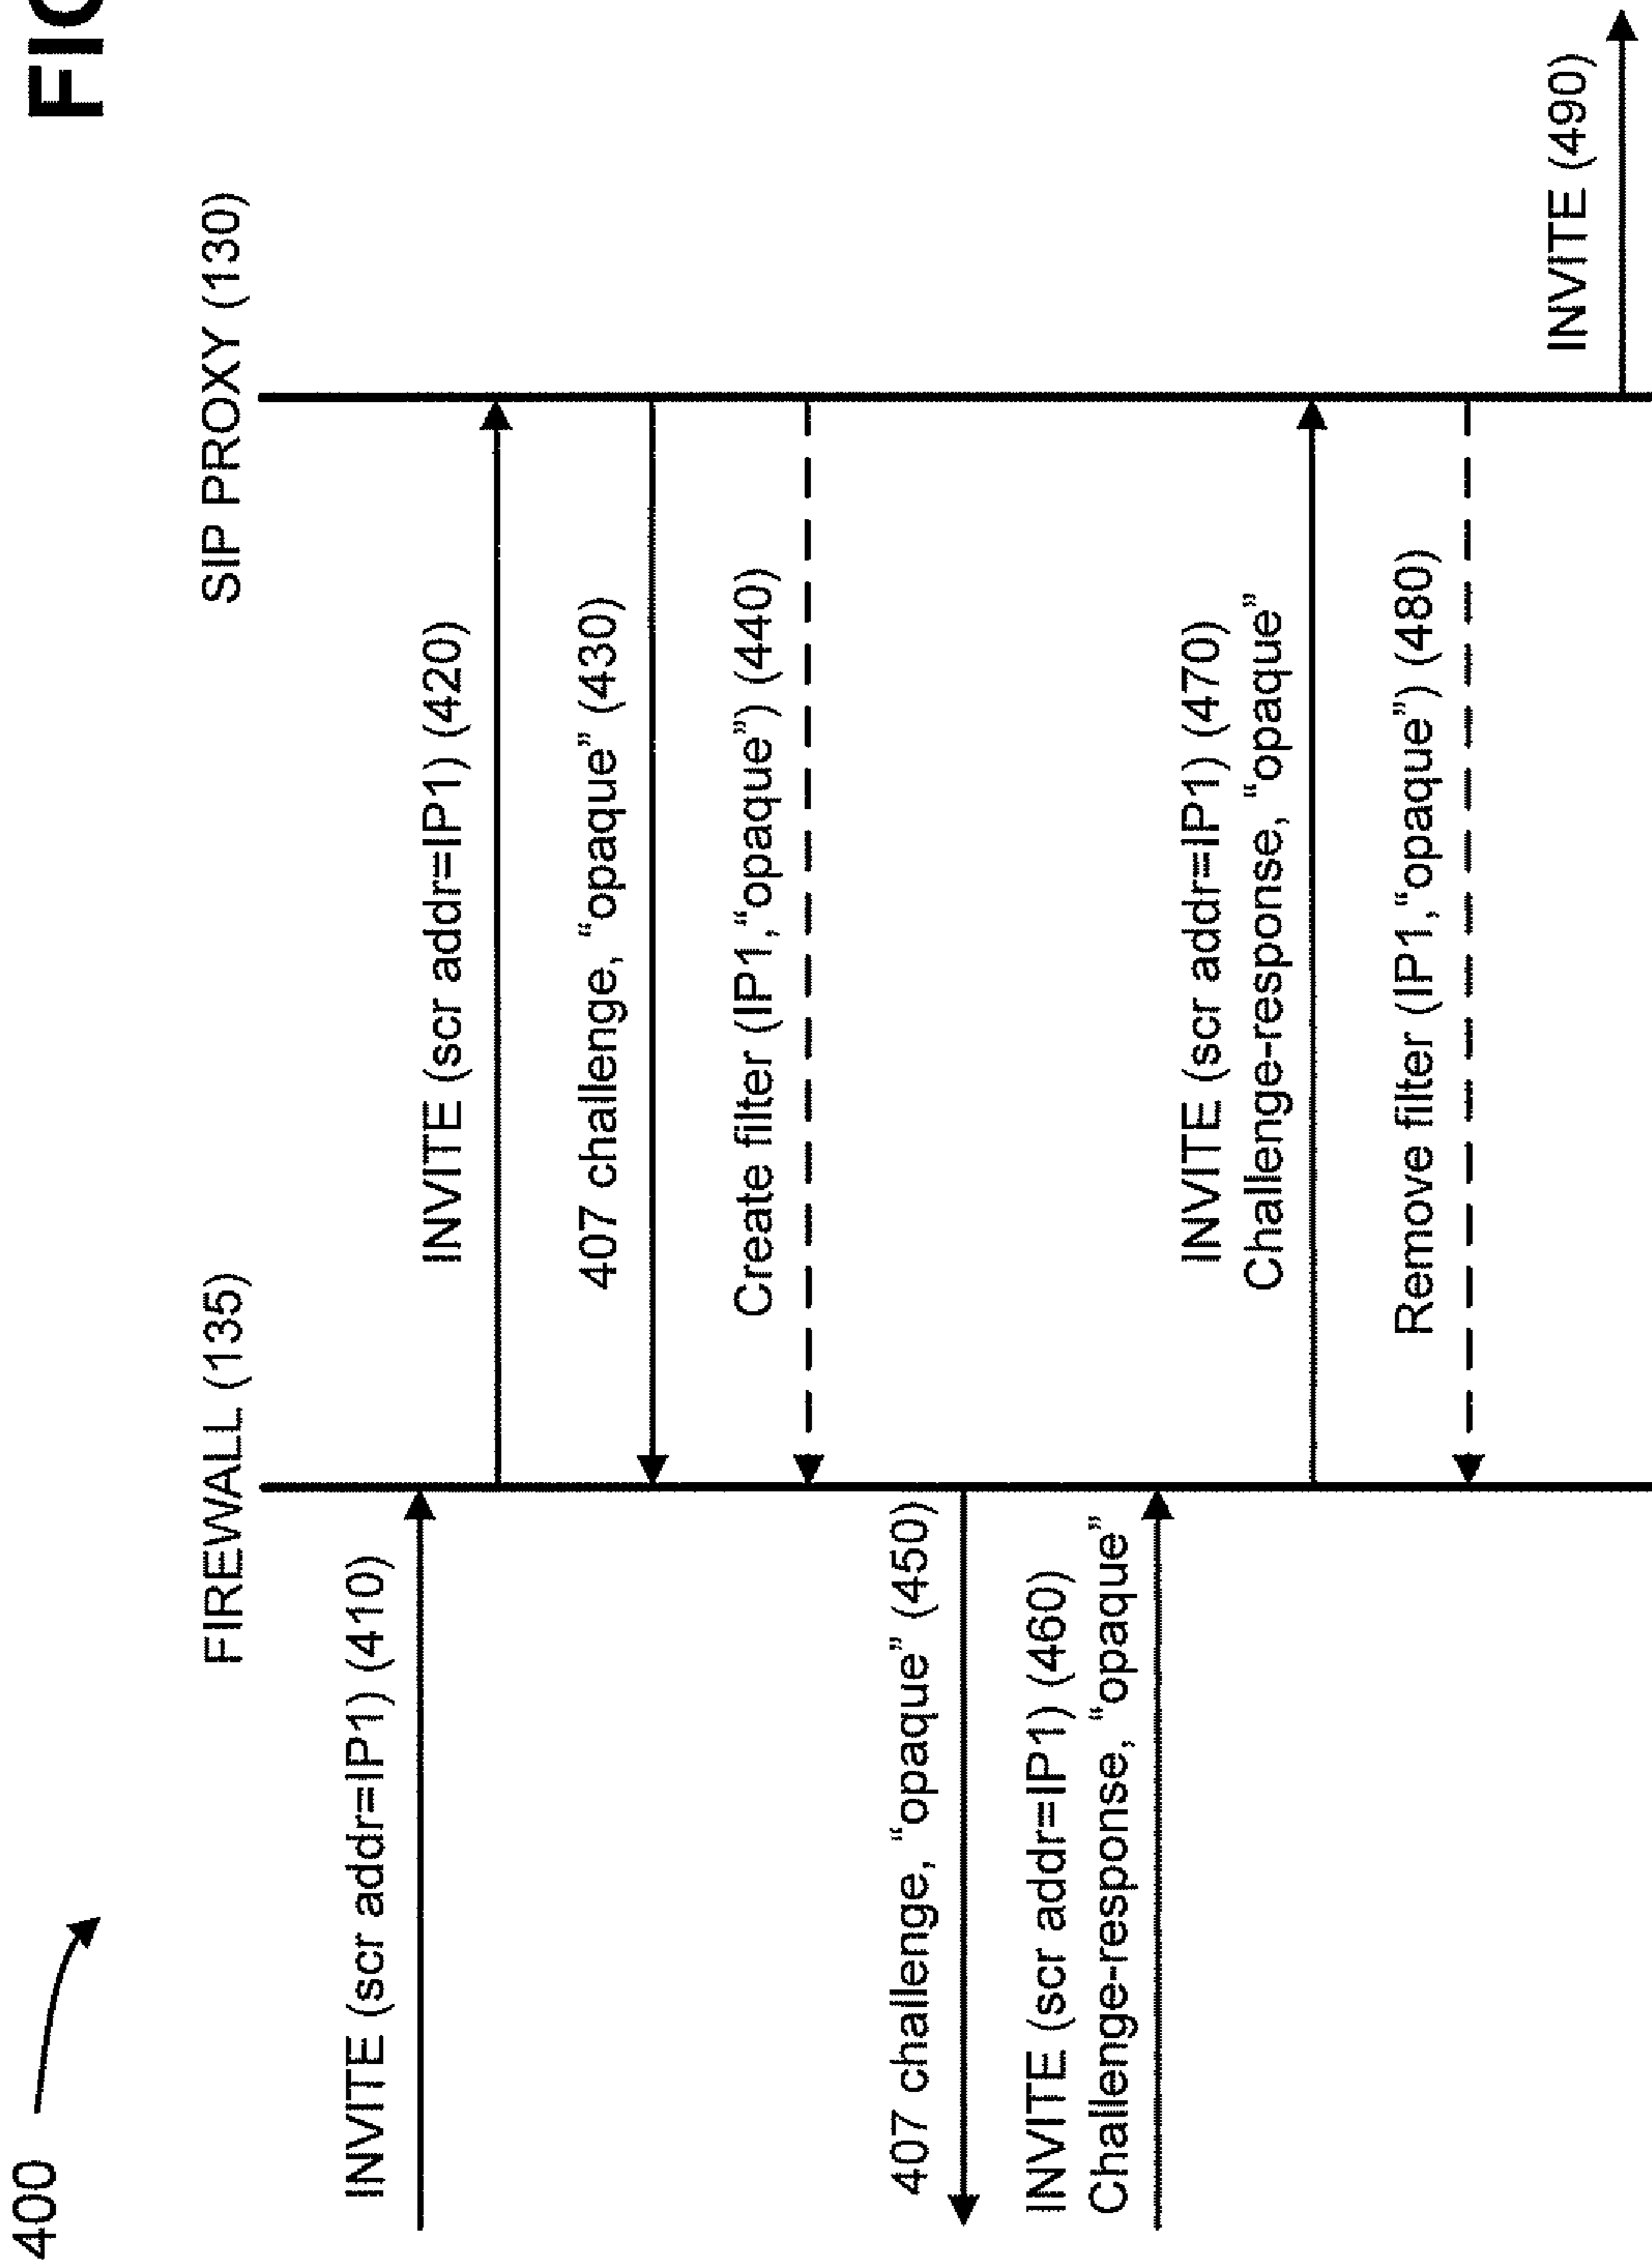 400
FIG
FIREWALL (135)
SIP PROXY (130)
INVITE (scr addr=IP1) (410)
INVITE (scr addr=IP1) (420)
407 challenge, “opaque” (430)
Create filter (IP1,“opaque”) (440)
407 challenge, “opaque” (450)
INVITE (scr addr=IP1) (460)
Challenge-response, “opaque”
INVITE (scr addr=IP1) (470)
Challenge-response, “opaque”
Remove filter (IP1,“opaque”) (480)
INVITE (490)